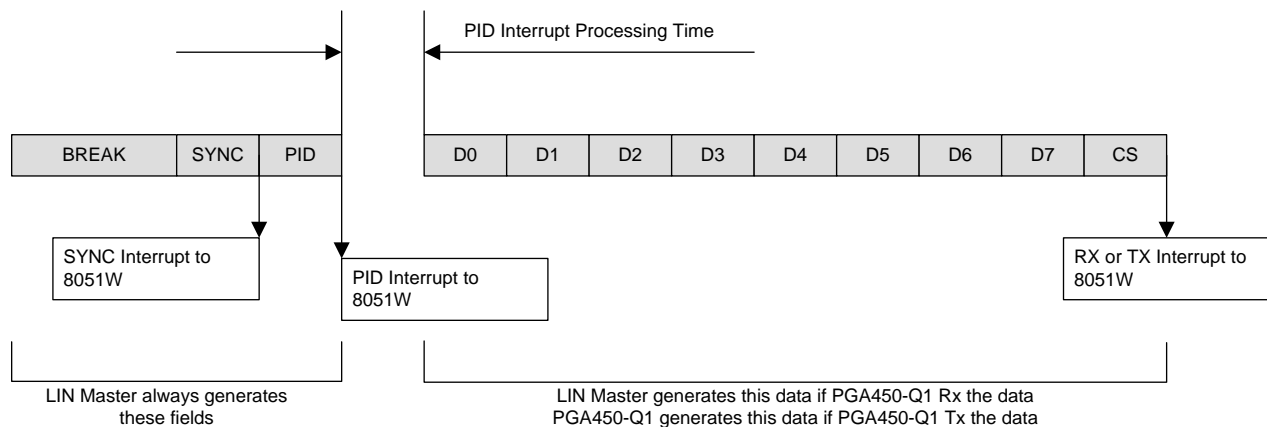 PID Interrupt Processing Time
BREAK SYNC PID D0 D1 D2 D3 D4 D5 D6 D7 CS
SYNC Interrupt to
8051W
PID Interrupt to
8051W
RX or TX Interrupt to
8051W
LIN Master always generates
these fields
LIN Master generates this data if PGA450-Q1 Rx the data
PGA450-Q1 generates this data if PGA450-Q1 Tx the data